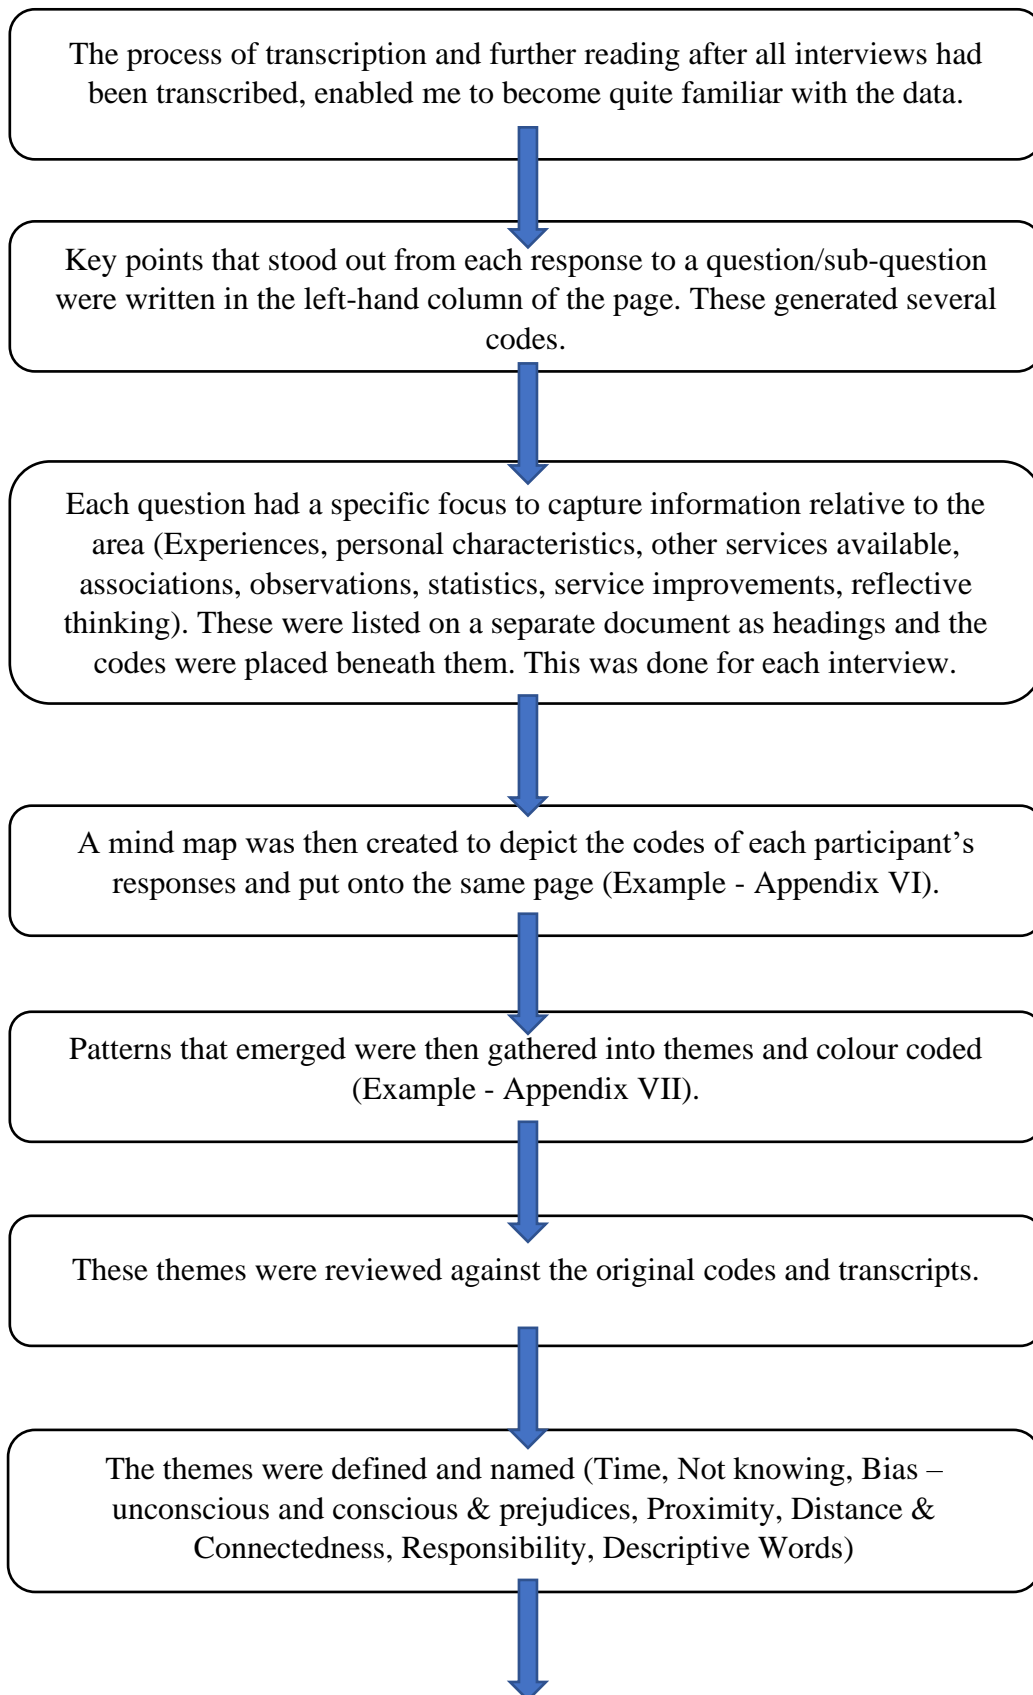 The process of transcription and further reading after all interviews had
been transcribed, enabled me to become quite familiar with the data.
Key points that stood out from each response to a question/sub-question
were written in the left-hand column of the page. These generated several
codes.
Each question had a specific focus to capture information relative to the
area (Experiences, personal characteristics, other services available,
associations, observations, statistics, service improvements, reflective
thinking). These were listed on a separate document as headings and the
codes were placed beneath them. This was done for each interview.
A mind map was then created to depict the codes of each participant’s
responses and put onto the same page (Example - Appendix VI).
Patterns that emerged were then gathered into themes and colour coded
(Example - Appendix VII).
These themes were reviewed against the original codes and transcripts.
The themes were defined and named (Time, Not knowing, Bias –
unconscious and conscious & prejudices, Proximity, Distance &
Connectedness, Responsibility, Descriptive Words)